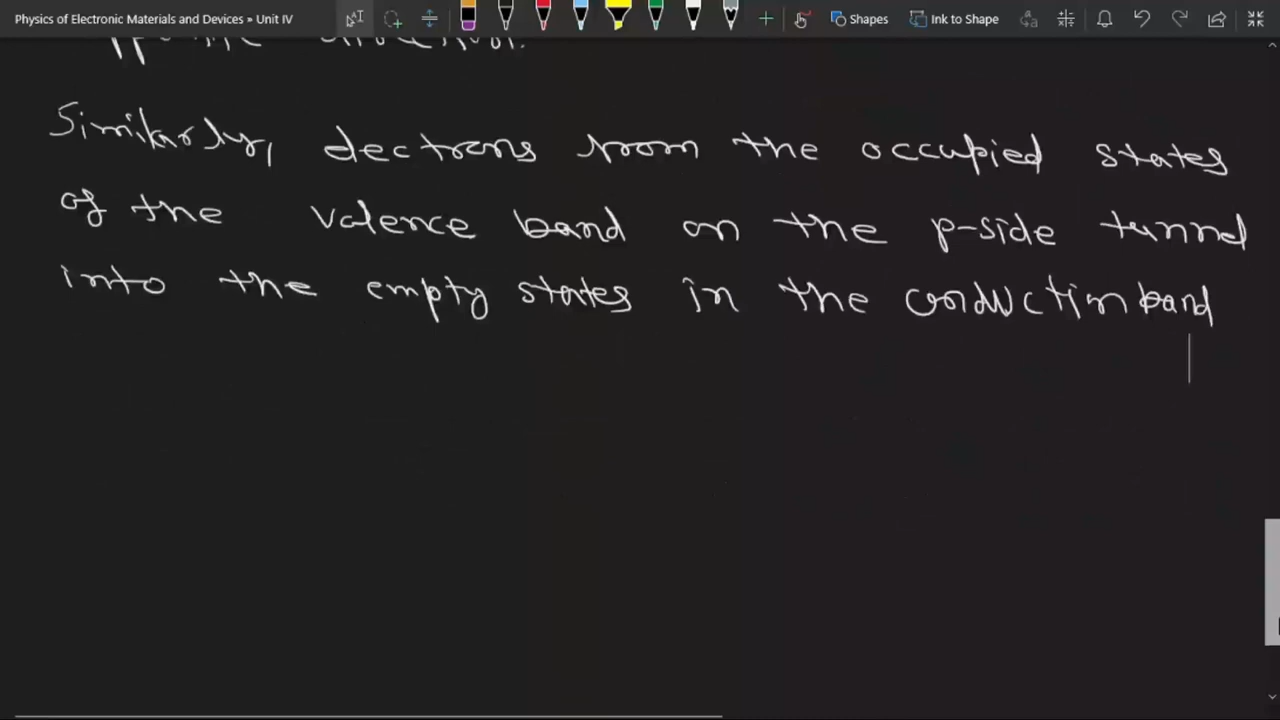 Physics of Electronic Materials and Devices » Unit IV
Shapes
Ink to Shape
Similarly, electrons from the occupied states
of the valence band on the p-side tunnel
into the empty states in the conduction band